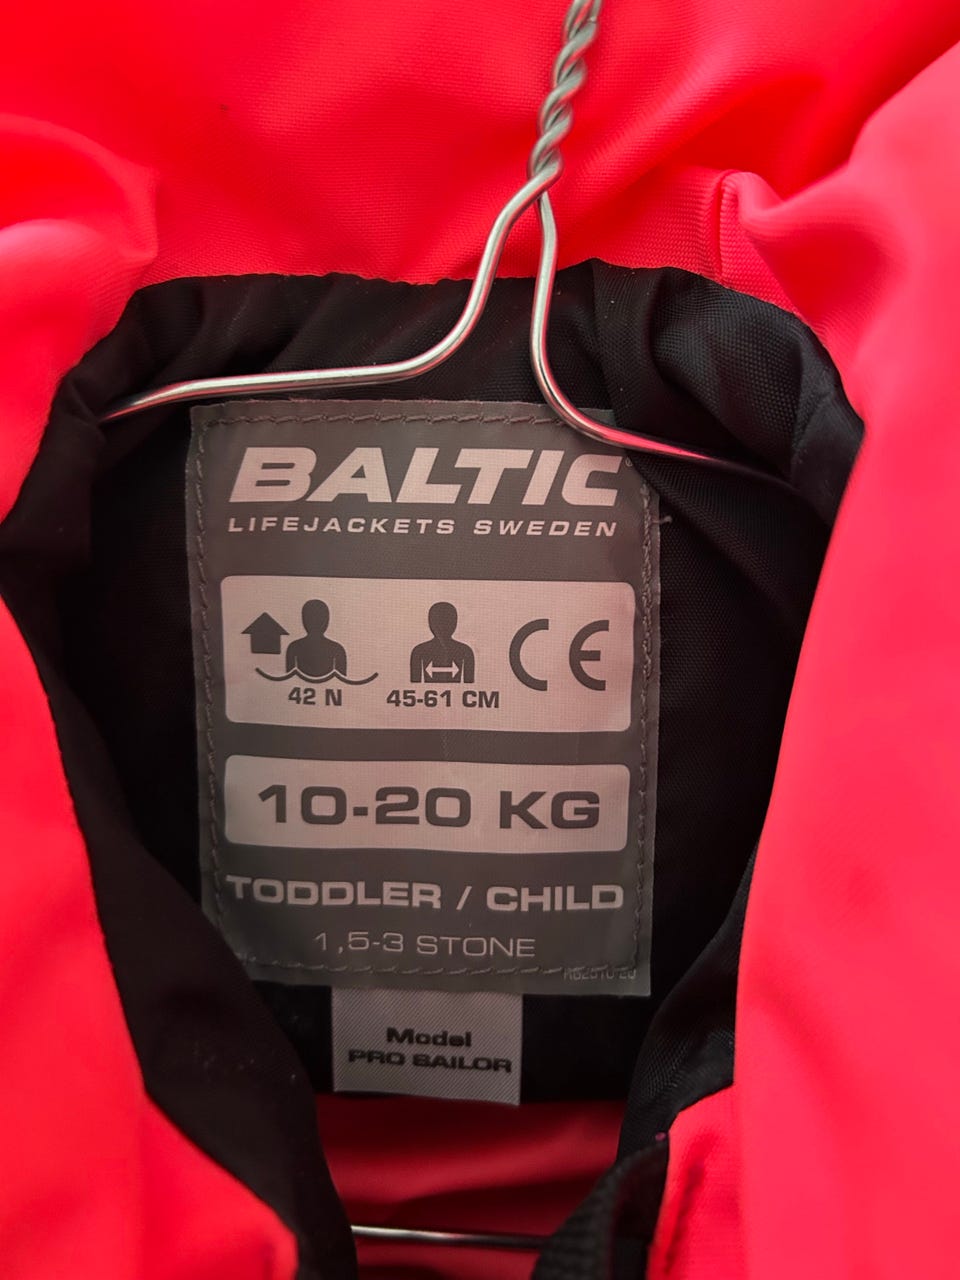 BALTIC
LIFEJACKETS SWEDEN
42 N
45-61 CM
CE
10-20 KG
TODDLER / CHILD
1,5-3 STONE
Model
PRO SAILOR